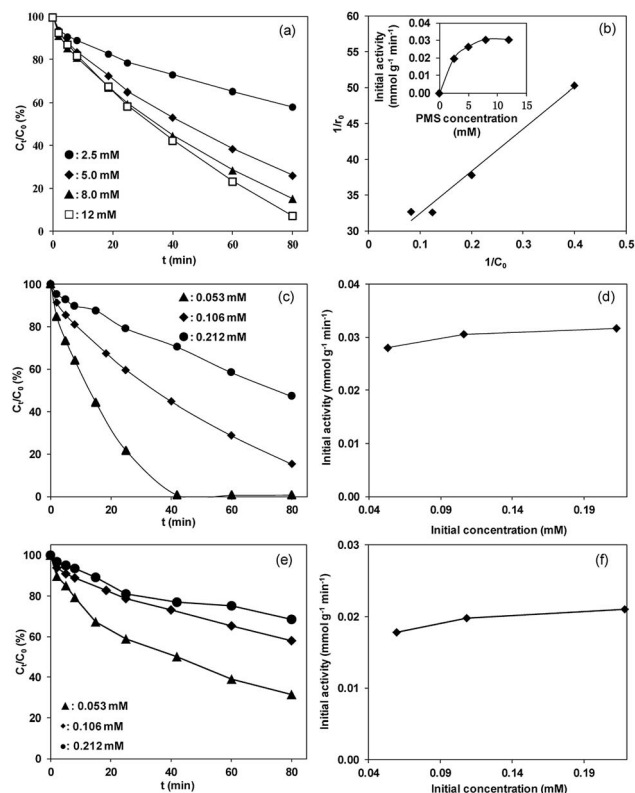 (a)
100
80
60
40
20
0
Ct/C0 (%)
● : 2.5 mM
◆ : 5.0 mM
▲ : 8.0 mM
□ : 12 mM
0 20 40 60 80
t (min)
(b)
60
55
50
45
40
35
30
1/r0
0 0.1 0.2 0.3 0.4 0.5
1/C0
Initial activity
(mmol g-1 min-1)
0.04
0.03
0.02
0.01
0.00
0 5 10 15
PMS concentration
(mM)
(c)
100
80
60
40
20
0
Ct/C0 (%)
▲ : 0.053 mM
◆ : 0.106 mM
● : 0.212 mM
0 20 40 60 80
t (min)
(d)
0.04
0.03
0.02
0.01
0.00
Initial activity (mmol g-1 min-1)
0.04 0.09 0.14 0.19
Initial concentration (mM)
(e)
100
80
60
40
20
0
Ct/C0 (%)
▲ : 0.053 mM
◆ : 0.106 mM
● : 0.212 mM
0 20 40 60 80
t (min)
(f)
0.03
0.02
0.01
0.00
Initial activity (mmol g-1 min-1)
0.04 0.09 0.14 0.19
Initial concentration (mM)